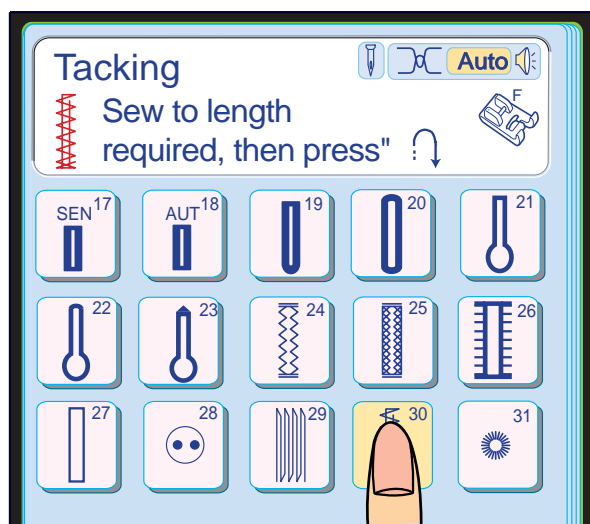 Tacking
Auto
F
Sew to length
required, then press"
SEN 17
AUT 18
19
20
21
22
23
24
25
26
27
28
29
30
31